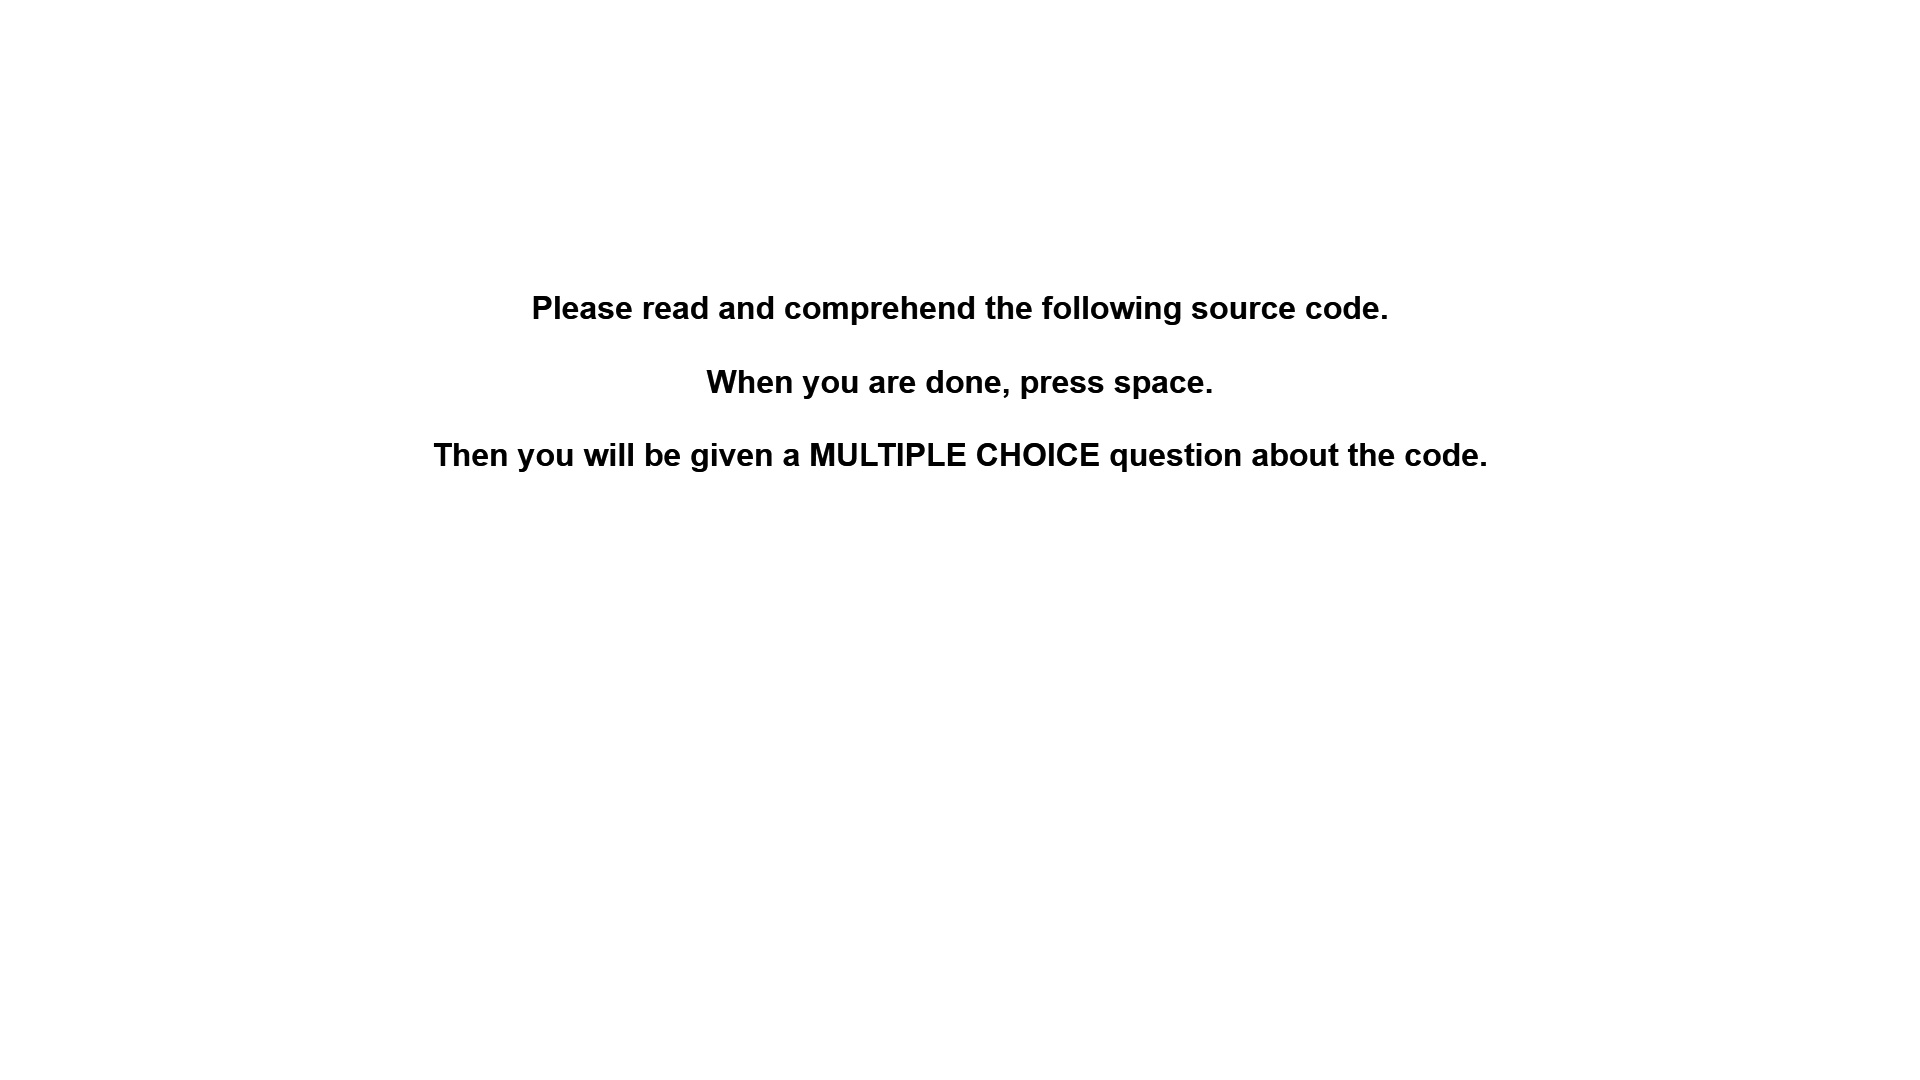 Please read and comprehend the following source code.
When you are done, press space.
Then you will be given a MULTIPLE CHOICE question about the code.